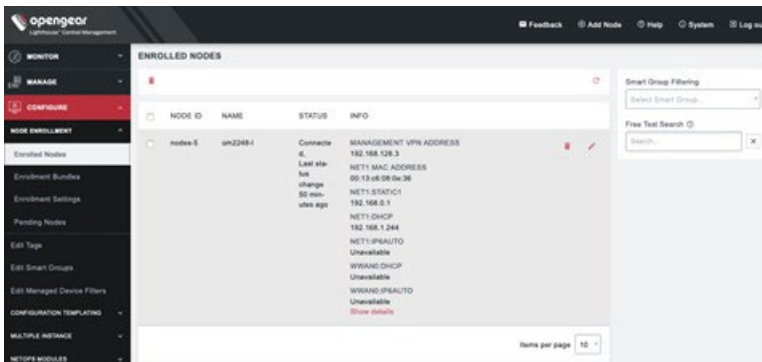 opengear
Lighthouse™ Central Management
Feedback
Add Node
Help
System
Log ou
MONITOR
MANAGE
CONFIGURE
NODE ENROLLMENT
Enrolled Nodes
Enrollment Bundles
Enrollment Settings
Pending Nodes
Edit Tags
Edit Smart Groups
Edit Managed Device Filters
CONFIGURATION TEMPLATING
MULTIPLE INSTANCE
NETOPS MODULES
ENROLLED NODES
NODE ID NAME STATUS INFO
nodes-5 om2248-l
Connecte
d,
Last sta-
tus
change
50 min-
utes ago
MANAGEMENT VPN ADDRESS
192.168.128.3
NET1:MAC ADDRESS
00:13:c6:08:0e:36
NET1:STATIC1
192.168.0.1
NET1:DHCP
192.168.1.244
NET1:IP6AUTO
Unavailable
WWAN0:DHCP
Unavailable
WWAN0:IP6AUTO
Unavailable
Show details
Items per page 10
Smart Group Filtering
Select Smart Group...
Free Text Search
Search...